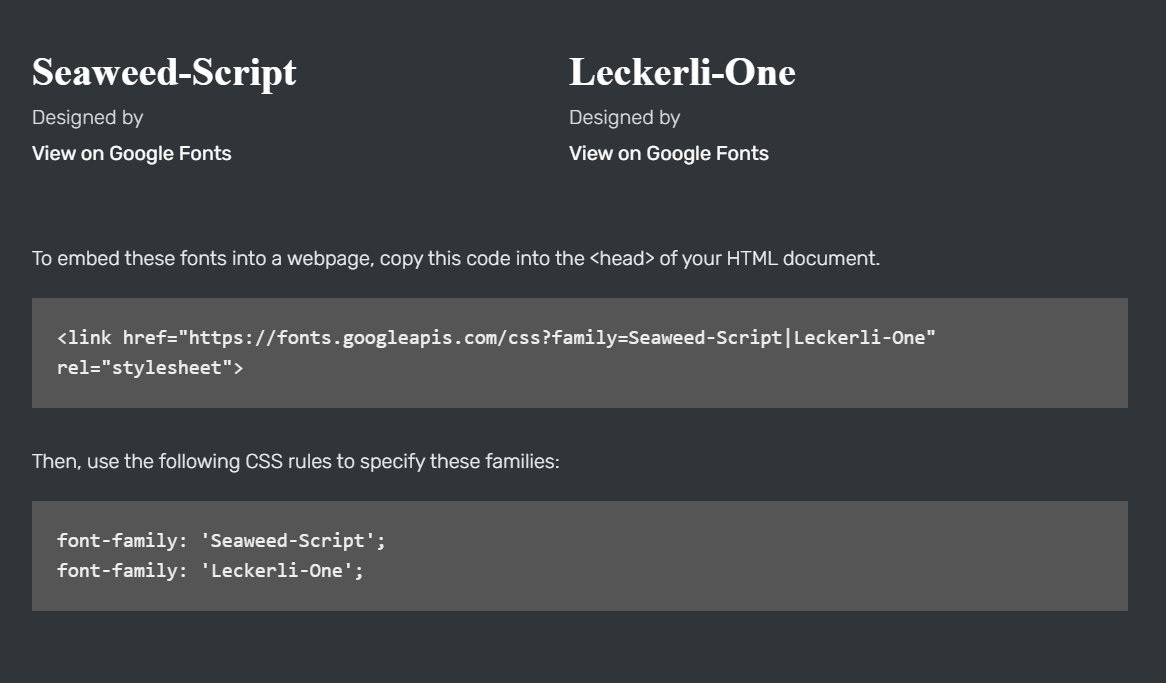 Seaweed-Script
Designed by
View on Google Fonts
Leckerli-One
Designed by
View on Google Fonts
To embed these fonts into a webpage, copy this code into the <head> of your HTML document.
<link href="https://fonts.googleapis.com/css?family=Seaweed-Script|Leckerli-One"
rel="stylesheet">
Then, use the following CSS rules to specify these families:
font-family: 'Seaweed-Script';
font-family: 'Leckerli-One';